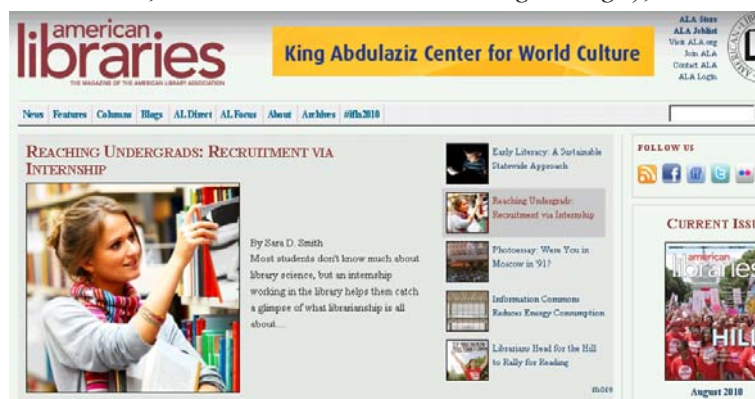 american
libraries
THE MAGAZINE OF THE AMERICAN LIBRARY ASSOCIATION
King Abdulaziz Center for World Culture
ALA Store
ALA Joblist
Visit ALA.org
Join ALA
Contact ALA
ALA Login
News Features Columns Blogs AL Direct AL Focus About Archives #ifla2010
REACHING UNDERGRADS: RECRUITMENT VIA
INTERNSHIP
By Sara D. Smith
Most students don't know much about
library science, but an internship
working in the library helps them catch
a glimpse of what librarianship is all
about....
Early Literacy: A Sustainable
Statewide Approach
Reaching Undergrads:
Recruitment via Internship
Photoessay: Were You in
Moscow in '91?
Information Commons
Reduces Energy Consumption
Librarians Head for the Hill
to Rally for Reading
more
FOLLOW US
CURRENT ISSU
american
libraries
HILL
August 2010